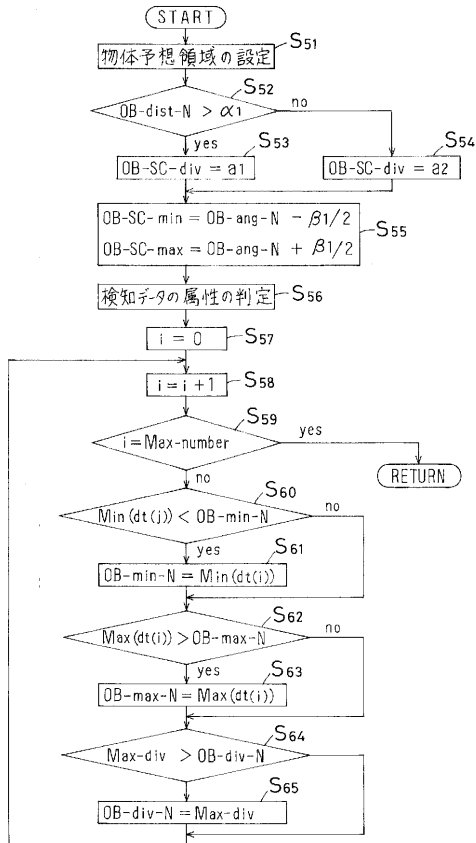 START
物体予想領域の設定
S51
OB-dist-N > α1
S52
no
yes
S53
S54
OB-SC-div = a1
OB-SC-div = a2
OB-SC-min = OB-ang-N − β1/2
OB-SC-max = OB-ang-N + β1/2
S55
検知データの属性の判定
S56
i = 0
S57
i = i + 1
S58
S59
i = Max-number
yes
RETURN
no
S60
Min(dt(j) < OB-min-N
no
yes
S61
OB-min-N = Min(dt(i))
S62
Max(dt(i)) > OB-max-N
no
yes
S63
OB-max-N = Max(dt(i))
S64
Max-div > OB-div-N
S65
OB-div-N = Max-div